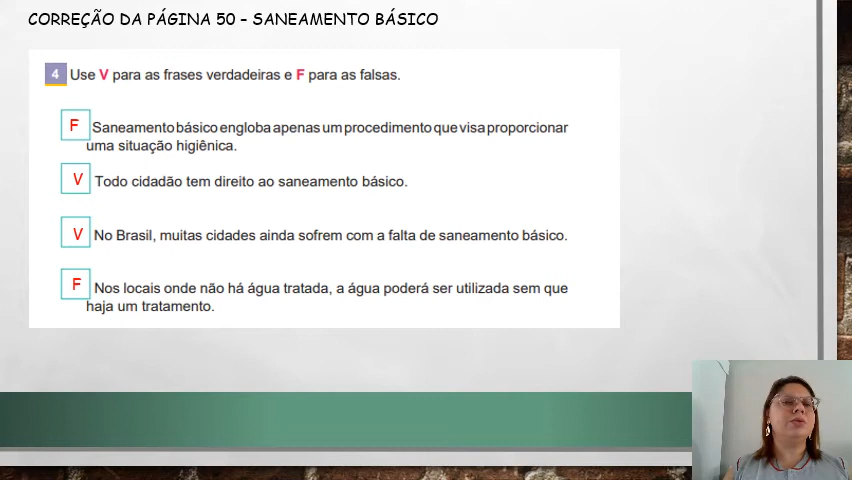 CORREÇÃO DA PÁGINA 50 – SANEAMENTO BÁSICO
4 Use V para as frases verdadeiras e F para as falsas.
F Saneamento básico engloba apenas um procedimento que visa proporcionar
uma situação higiênica.
V Todo cidadão tem direito ao saneamento básico.
V No Brasil, muitas cidades ainda sofrem com a falta de saneamento básico.
F Nos locais onde não há água tratada, a água poderá ser utilizada sem que
haja um tratamento.